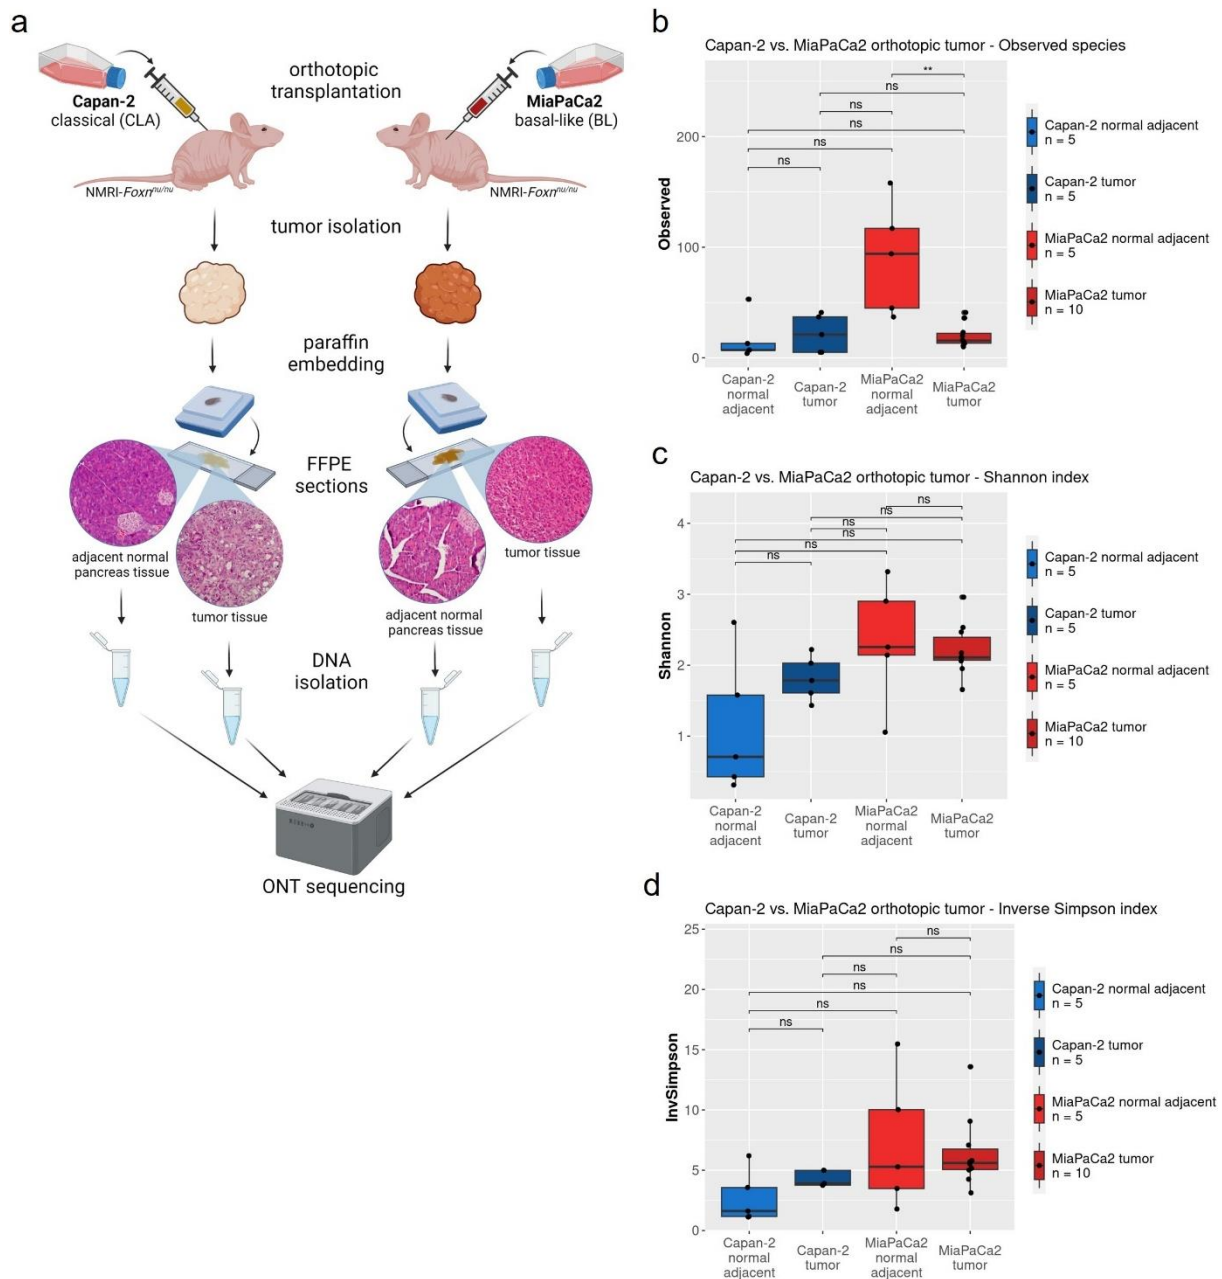 a
Capan-2
classical (CLA)
orthotopic
transplantation
MiaPaCa2
basal-like (BL)
NMRI-Foxn^nu/nu
NMRI-Foxn^nu/nu
tumor isolation
paraffin
embedding
FFPE
sections
adjacent normal
pancreas tissue
tumor tissue
adjacent normal
pancreas tissue
tumor tissue
DNA
isolation
ONT sequencing
b
Capan-2 vs. MiaPaCa2 orthotopic tumor - Observed species
Observed
200
100
0
**
ns
ns
ns
ns
ns
Capan-2
normal
adjacent
Capan-2
tumor
MiaPaCa2
normal
adjacent
MiaPaCa2
tumor
Capan-2 normal adjacent
n = 5
Capan-2 tumor
n = 5
MiaPaCa2 normal adjacent
n = 5
MiaPaCa2 tumor
n = 10
c
Capan-2 vs. MiaPaCa2 orthotopic tumor - Shannon index
Shannon
4
3
2
1
ns
ns
ns
ns
ns
ns
Capan-2
normal
adjacent
Capan-2
tumor
MiaPaCa2
normal
adjacent
MiaPaCa2
tumor
Capan-2 normal adjacent
n = 5
Capan-2 tumor
n = 5
MiaPaCa2 normal adjacent
n = 5
MiaPaCa2 tumor
n = 10
d
Capan-2 vs. MiaPaCa2 orthotopic tumor - Inverse Simpson index
InvSimpson
25
20
15
10
5
0
ns
ns
ns
ns
ns
ns
Capan-2
normal
adjacent
Capan-2
tumor
MiaPaCa2
normal
adjacent
MiaPaCa2
tumor
Capan-2 normal adjacent
n = 5
Capan-2 tumor
n = 5
MiaPaCa2 normal adjacent
n = 5
MiaPaCa2 tumor
n = 10